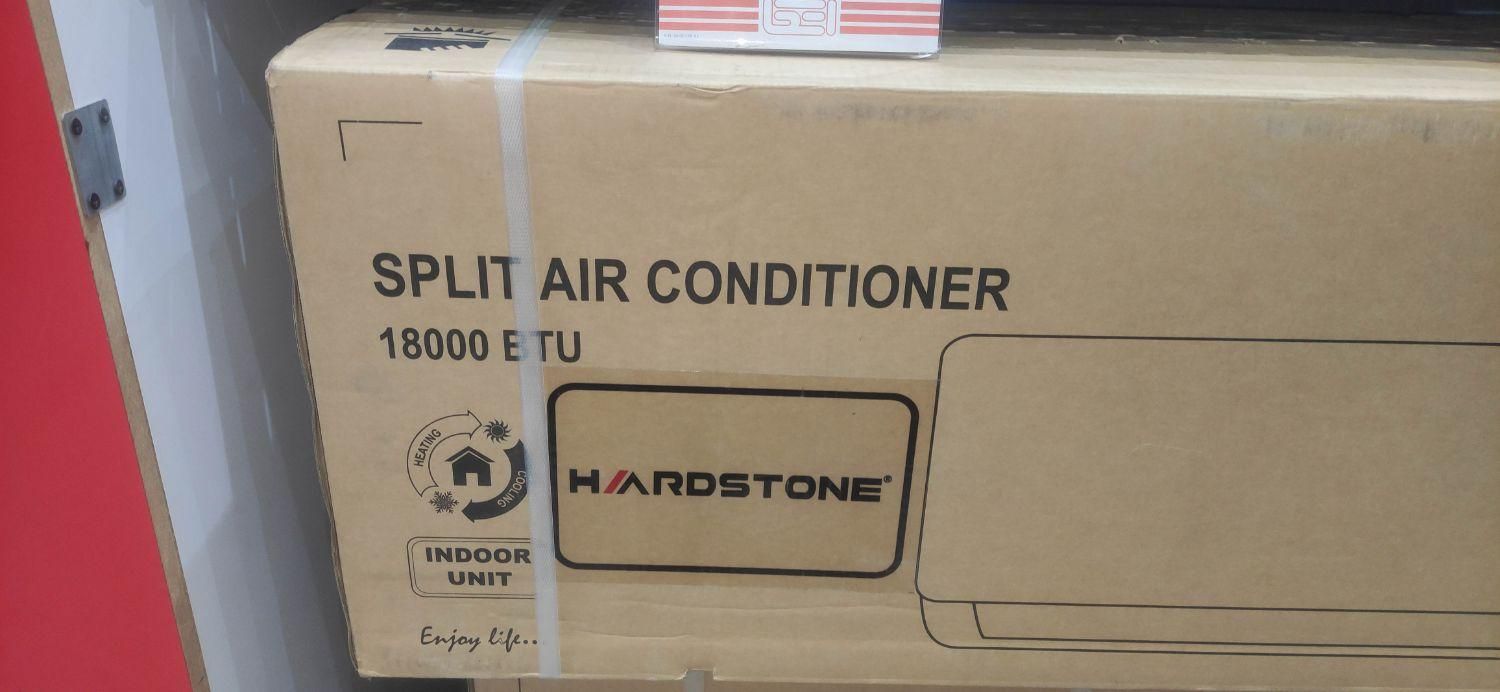 SPLIT AIR CONDITIONER
18000 BTU
HEATING
COOLING
HARDSTONE®
INDOOR
UNIT
Enjoy life..